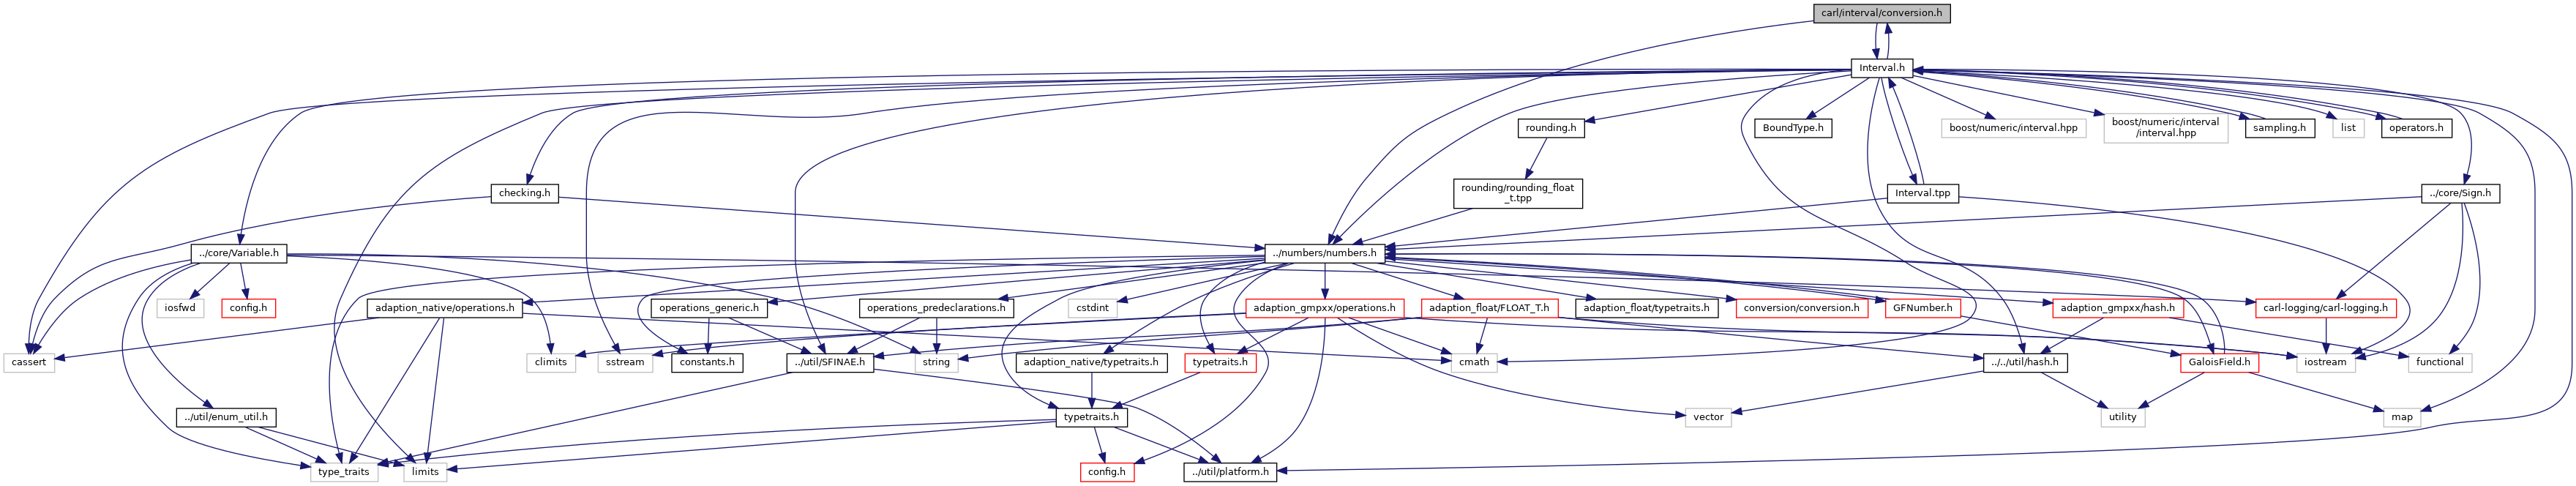 carl/interval/conversion.h
Interval.h
rounding.h
BoundType.h
boost/numeric/interval.hpp
boost/numeric/interval
/interval.hpp
sampling.h
list
operators.h
checking.h
rounding/rounding_float
_t.tpp
Interval.tpp
../core/Sign.h
../core/Variable.h
../numbers/numbers.h
iosfwd
config.h
adaption_native/operations.h
operations_generic.h
operations_predeclarations.h
cstdint
adaption_gmpxx/operations.h
adaption_float/FLOAT_T.h
adaption_float/typetraits.h
conversion/conversion.h
GFNumber.h
adaption_gmpxx/hash.h
carl-logging/carl-logging.h
cassert
climits
sstream
constants.h
../util/SFINAE.h
string
adaption_native/typetraits.h
typetraits.h
cmath
../../util/hash.h
GaloisField.h
iostream
functional
../util/enum_util.h
typetraits.h
vector
utility
map
type_traits
limits
config.h
../util/platform.h